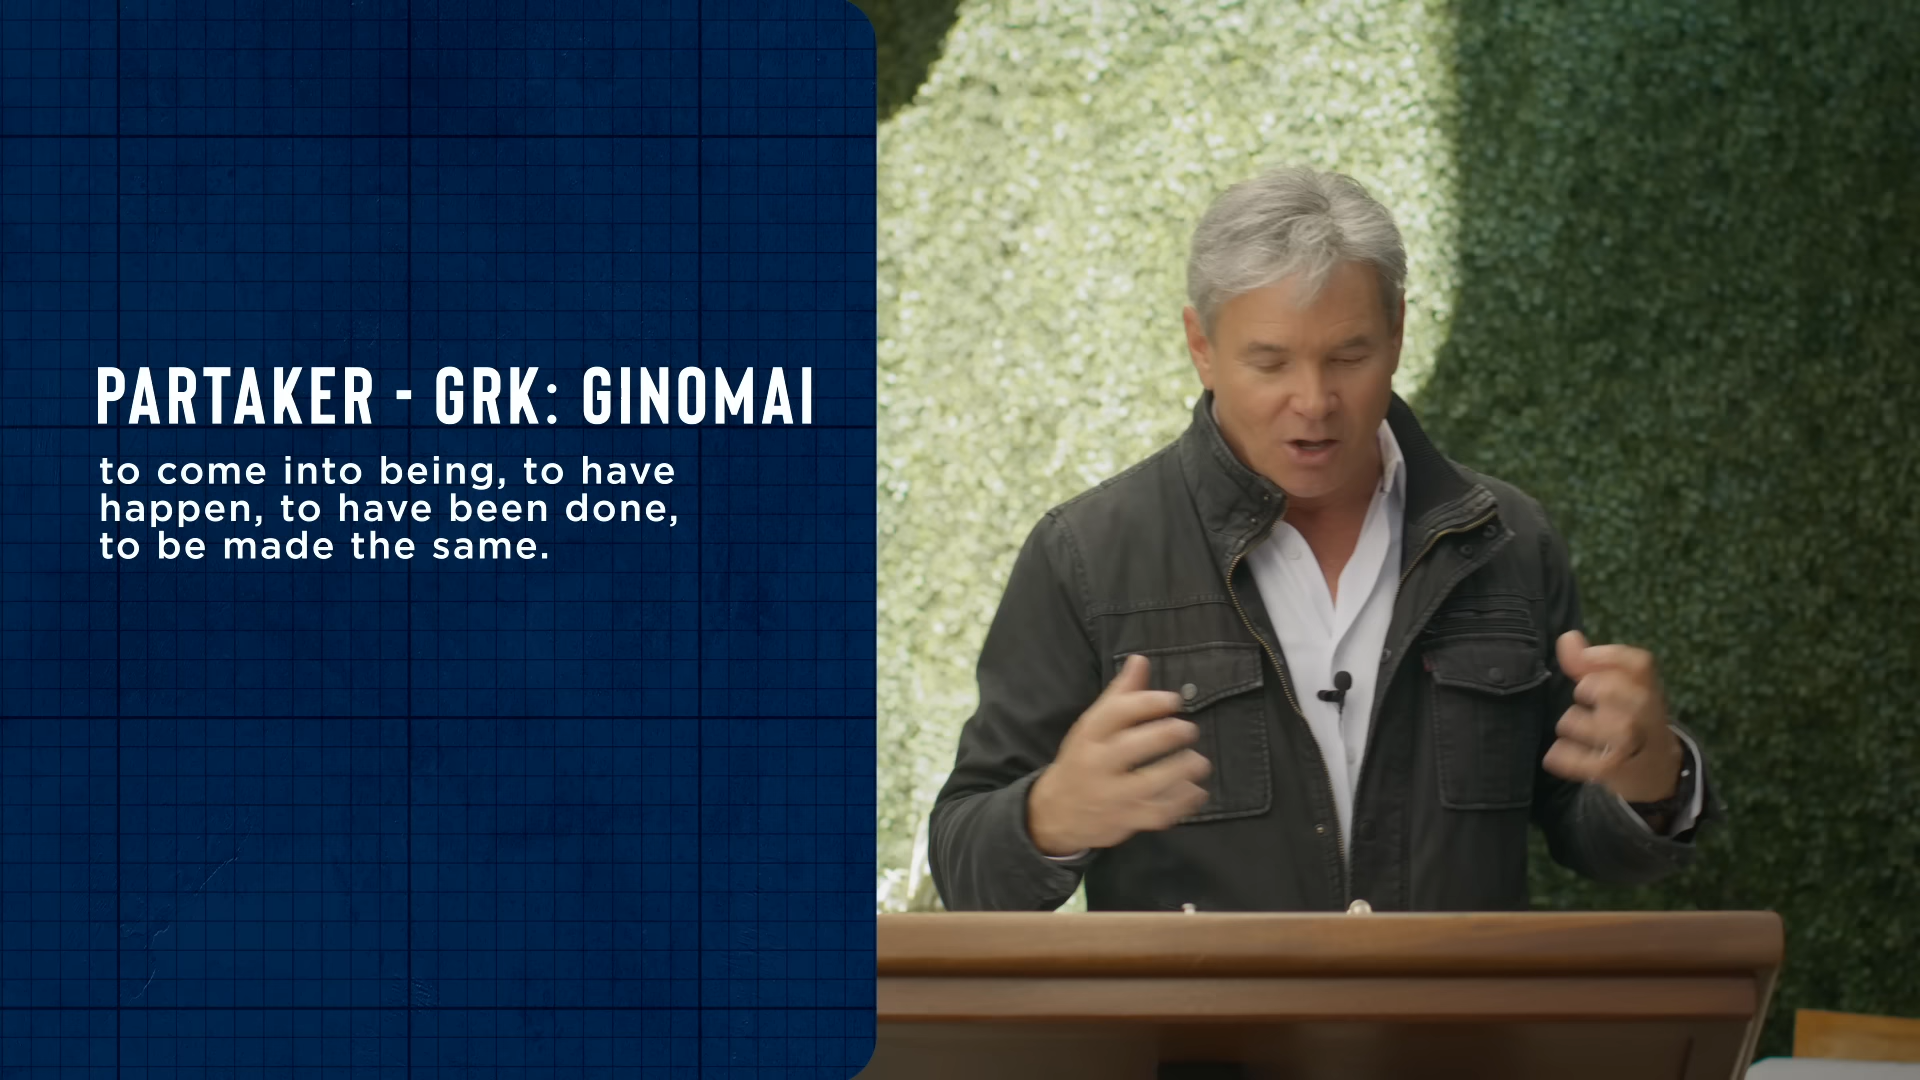 PARTAKER - GRK: GINOMAI
to come into being, to have
happen, to have been done,
to be made the same.